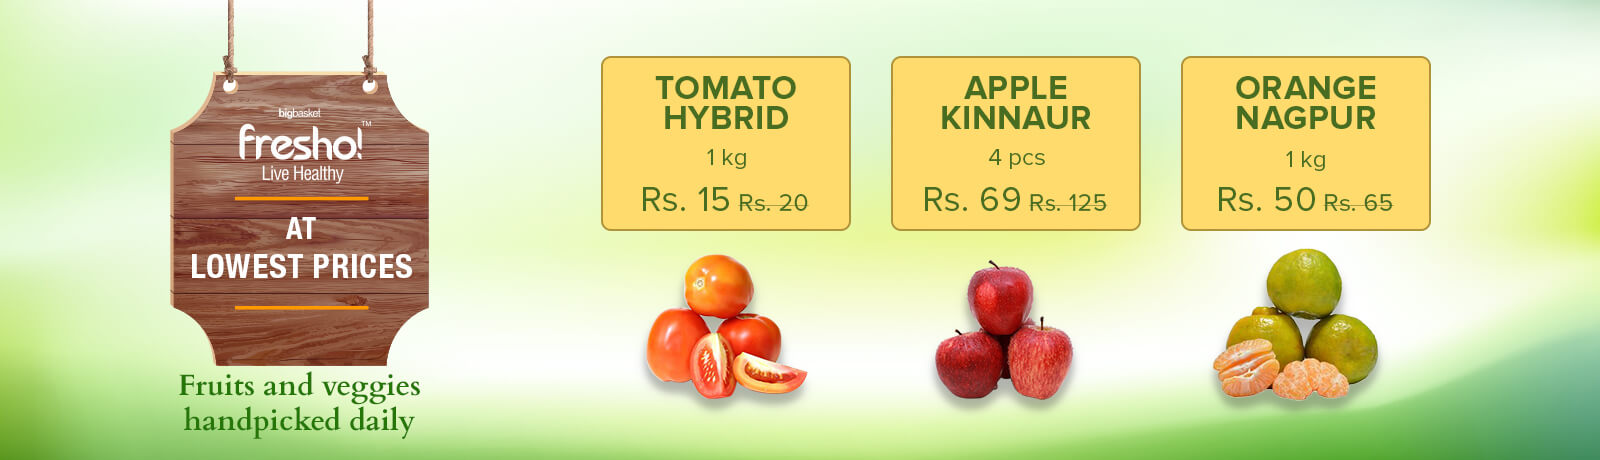 bigbasket
fresho!™
Live Healthy
AT
LOWEST PRICES
Fruits and veggies
handpicked daily
TOMATO
HYBRID
1 kg
Rs. 15 Rs. 20
APPLE
KINNAUR
4 pcs
Rs. 69 Rs. 125
ORANGE
NAGPUR
1 kg
Rs. 50 Rs. 65